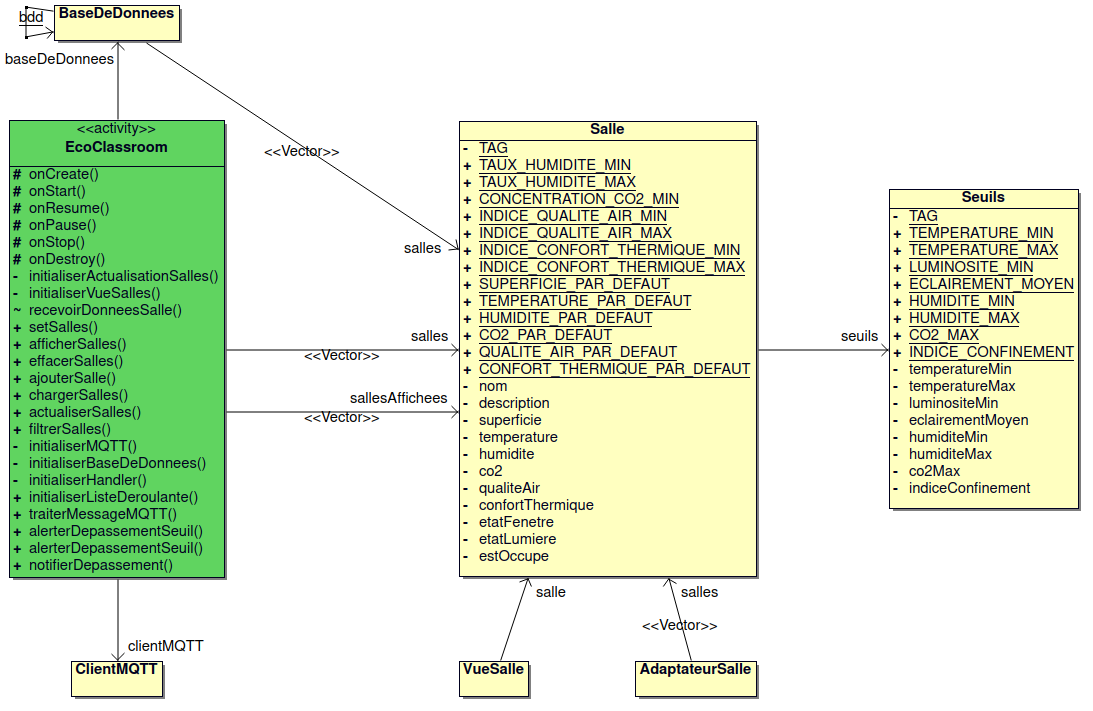 bdd
BaseDeDonnees
baseDeDonnees
<<Vector>>
salles
<<activity>>
EcoClassroom
# onCreate()
# onStart()
# onResume()
# onPause()
# onStop()
# onDestroy()
- initialiserActualisationSalles()
- initialiserVueSalles()
~ recevoirDonneesSalle()
+ setSalles()
+ afficherSalles()
+ effacerSalles()
+ ajouterSalle()
+ chargerSalles()
+ actualiserSalles()
+ filtrerSalles()
- initialiserMQTT()
- initialiserBaseDeDonnees()
- initialiserHandler()
+ initialiserListeDeroulante()
+ traiterMessageMQTT()
+ alerterDepassementSeuil()
+ alerterDepassementSeuil()
+ notifierDepassement()
salles
<<Vector>>
sallesAffichees
<<Vector>>
Salle
- TAG
+ TAUX_HUMIDITE_MIN
+ TAUX_HUMIDITE_MAX
+ CONCENTRATION_CO2_MIN
+ INDICE_QUALITE_AIR_MIN
+ INDICE_QUALITE_AIR_MAX
+ INDICE_CONFORT_THERMIQUE_MIN
+ INDICE_CONFORT_THERMIQUE_MAX
+ SUPERFICIE_PAR_DEFAUT
+ TEMPERATURE_PAR_DEFAUT
+ HUMIDITE_PAR_DEFAUT
+ CO2_PAR_DEFAUT
+ QUALITE_AIR_PAR_DEFAUT
+ CONFORT_THERMIQUE_PAR_DEFAUT
- nom
- description
- superficie
- temperature
- humidite
- co2
- qualiteAir
- confortThermique
- etatFenetre
- etatLumiere
- estOccupe
seuils
Seuils
- TAG
+ TEMPERATURE_MIN
+ TEMPERATURE_MAX
+ LUMINOSITE_MIN
+ ECLAIREMENT_MOYEN
+ HUMIDITE_MIN
+ HUMIDITE_MAX
+ CO2_MAX
+ INDICE_CONFINEMENT
- temperatureMin
- temperatureMax
- luminositeMin
- eclairementMoyen
- humiditeMin
- humiditeMax
- co2Max
- indiceConfinement
clientMQTT
ClientMQTT
salle
VueSalle
salles
<<Vector>>
AdaptateurSalle